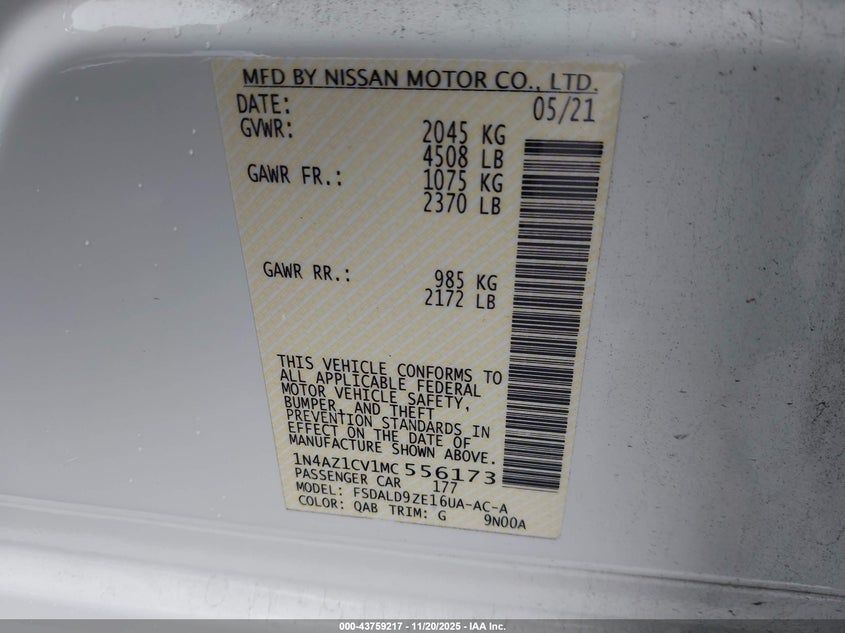 MFD BY NISSAN MOTOR CO., LTD.
DATE: 05/21
GVWR: 2045 KG
4508 LB
GAWR FR.: 1075 KG
2370 LB
GAWR RR.: 985 KG
2172 LB
THIS VEHICLE CONFORMS TO
ALL APPLICABLE FEDERAL
MOTOR VEHICLE SAFETY,
BUMPER, AND THEFT
PREVENTION STANDARDS IN
EFFECT ON THE DATE OF
MANUFACTURE SHOWN ABOVE.
1N4AZ1CV1MC556173
PASSENGER CAR 177
MODEL: FSDALD9ZE16UA-AC-A
COLOR: QAB TRIM: G 9N00A
000-43759217 - 11/20/2025 - IAA Inc.